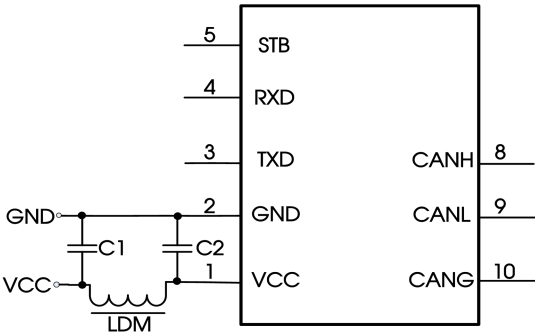 5 STB
4 RXD
3 TXD
CANH 8
GND 2 GND
CANL 9
C1 C2
VCC 1 VCC
CANG 10
LDM